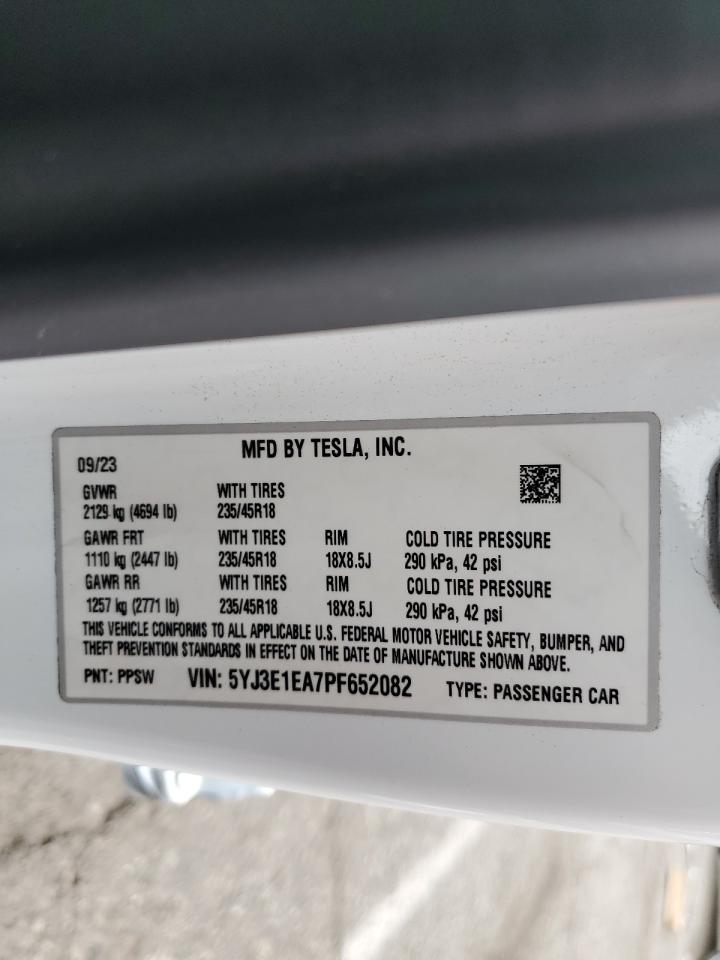 MFD BY TESLA, INC.
09/23
GVWR WITH TIRES
2129 kg (4694 lb) 235/45R18
GAWR FRT WITH TIRES RIM COLD TIRE PRESSURE
1110 kg (2447 lb) 235/45R18 18X8.5J 290 kPa, 42 psi
GAWR RR WITH TIRES RIM COLD TIRE PRESSURE
1257 kg (2771 lb) 235/45R18 18X8.5J 290 kPa, 42 psi
THIS VEHICLE CONFORMS TO ALL APPLICABLE U.S. FEDERAL MOTOR VEHICLE SAFETY, BUMPER, AND
THEFT PREVENTION STANDARDS IN EFFECT ON THE DATE OF MANUFACTURE SHOWN ABOVE.
PNT: PPSW VIN: 5YJ3E1EA7PF652082 TYPE: PASSENGER CAR